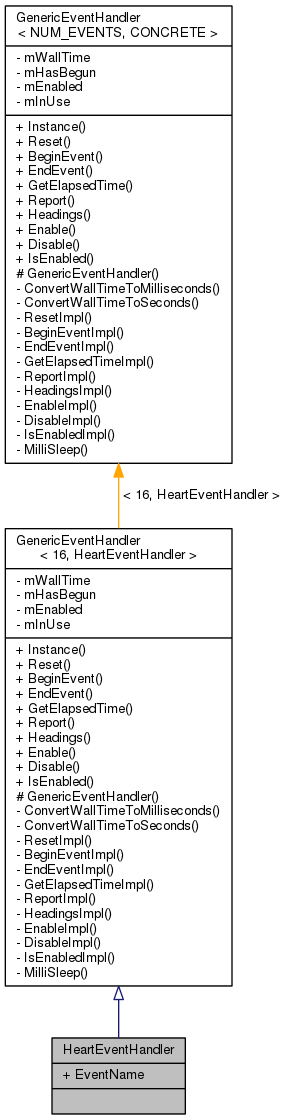 GenericEventHandler
< NUM_EVENTS, CONCRETE >
- mWallTime
- mHasBegun
- mEnabled
- mInUse
+ Instance()
+ Reset()
+ BeginEvent()
+ EndEvent()
+ GetElapsedTime()
+ Report()
+ Headings()
+ Enable()
+ Disable()
+ IsEnabled()
# GenericEventHandler()
- ConvertWallTimeToMilliseconds()
- ConvertWallTimeToSeconds()
- ResetImpl()
- BeginEventImpl()
- EndEventImpl()
- GetElapsedTimeImpl()
- ReportImpl()
- HeadingsImpl()
- EnableImpl()
- DisableImpl()
- IsEnabledImpl()
- MilliSleep()
< 16, HeartEventHandler >
GenericEventHandler
< 16, HeartEventHandler >
- mWallTime
- mHasBegun
- mEnabled
- mInUse
+ Instance()
+ Reset()
+ BeginEvent()
+ EndEvent()
+ GetElapsedTime()
+ Report()
+ Headings()
+ Enable()
+ Disable()
+ IsEnabled()
# GenericEventHandler()
- ConvertWallTimeToMilliseconds()
- ConvertWallTimeToSeconds()
- ResetImpl()
- BeginEventImpl()
- EndEventImpl()
- GetElapsedTimeImpl()
- ReportImpl()
- HeadingsImpl()
- EnableImpl()
- DisableImpl()
- IsEnabledImpl()
- MilliSleep()
HeartEventHandler
+ EventName